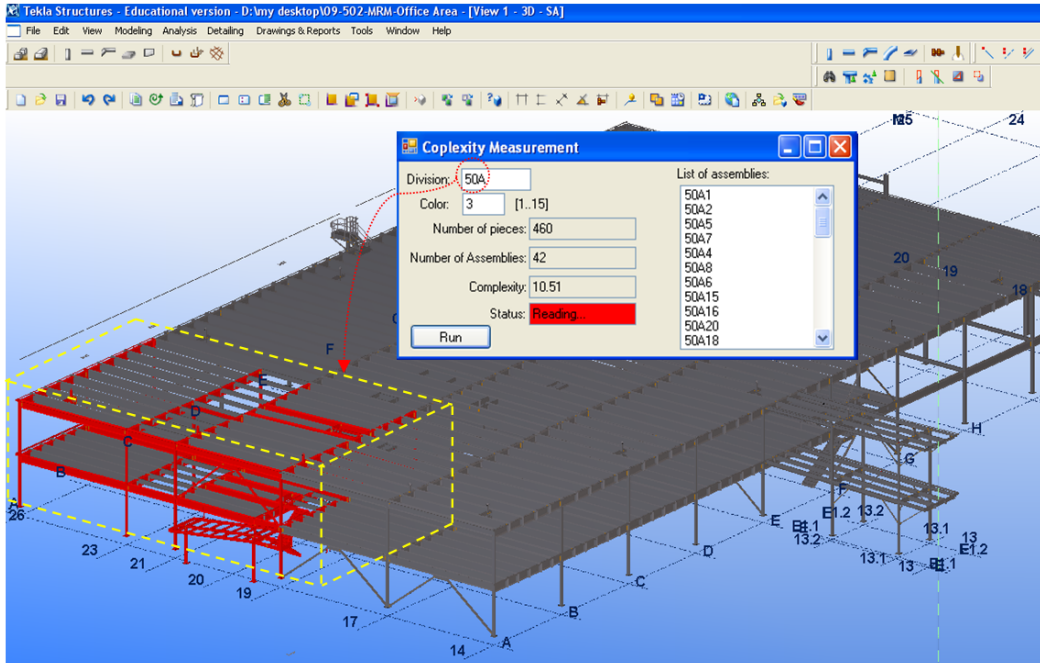 Tekla Structures - Educational version - D:\my desktop\09-502-MRM-Office Area - [View 1 - 3D - SA]
File Edit View Modeling Analysis Detailing Drawings & Reports Tools Window Help
25 24
Coplexity Measurement
Division: 50A
Color: 3 [1..15]
Number of pieces: 460
Number of Assemblies: 42
Complexity: 10.51
Status: Reading...
Run
List of assemblies:
50A1
50A2
50A5
50A7
50A4
50A8
50A6
50A15
50A16
50A20
50A18
20
19
18
F
E
D
C
B
A
26
23
21
20
19
17
14
A
B
C
D
E
F
G
H
E1.2 13.2
13.2
13.1
13
E1.2
13.1
13